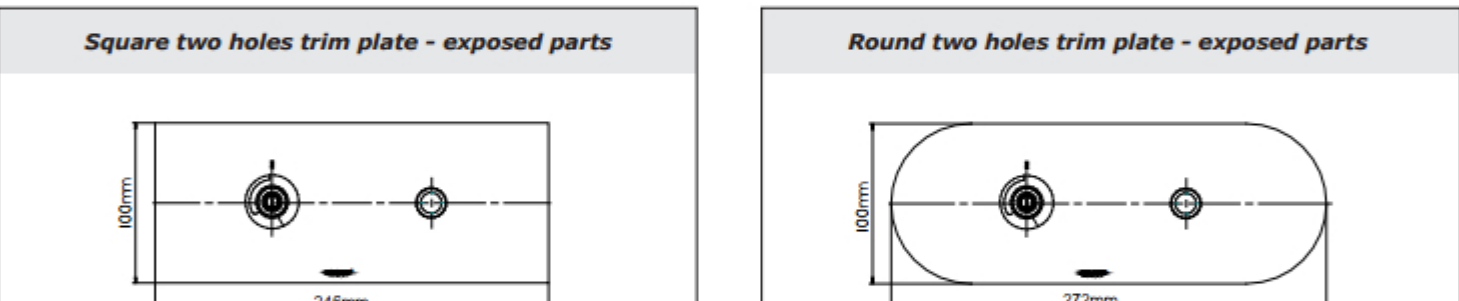 Square two holes trim plate - exposed parts
Round two holes trim plate - exposed parts
100mm
100mm